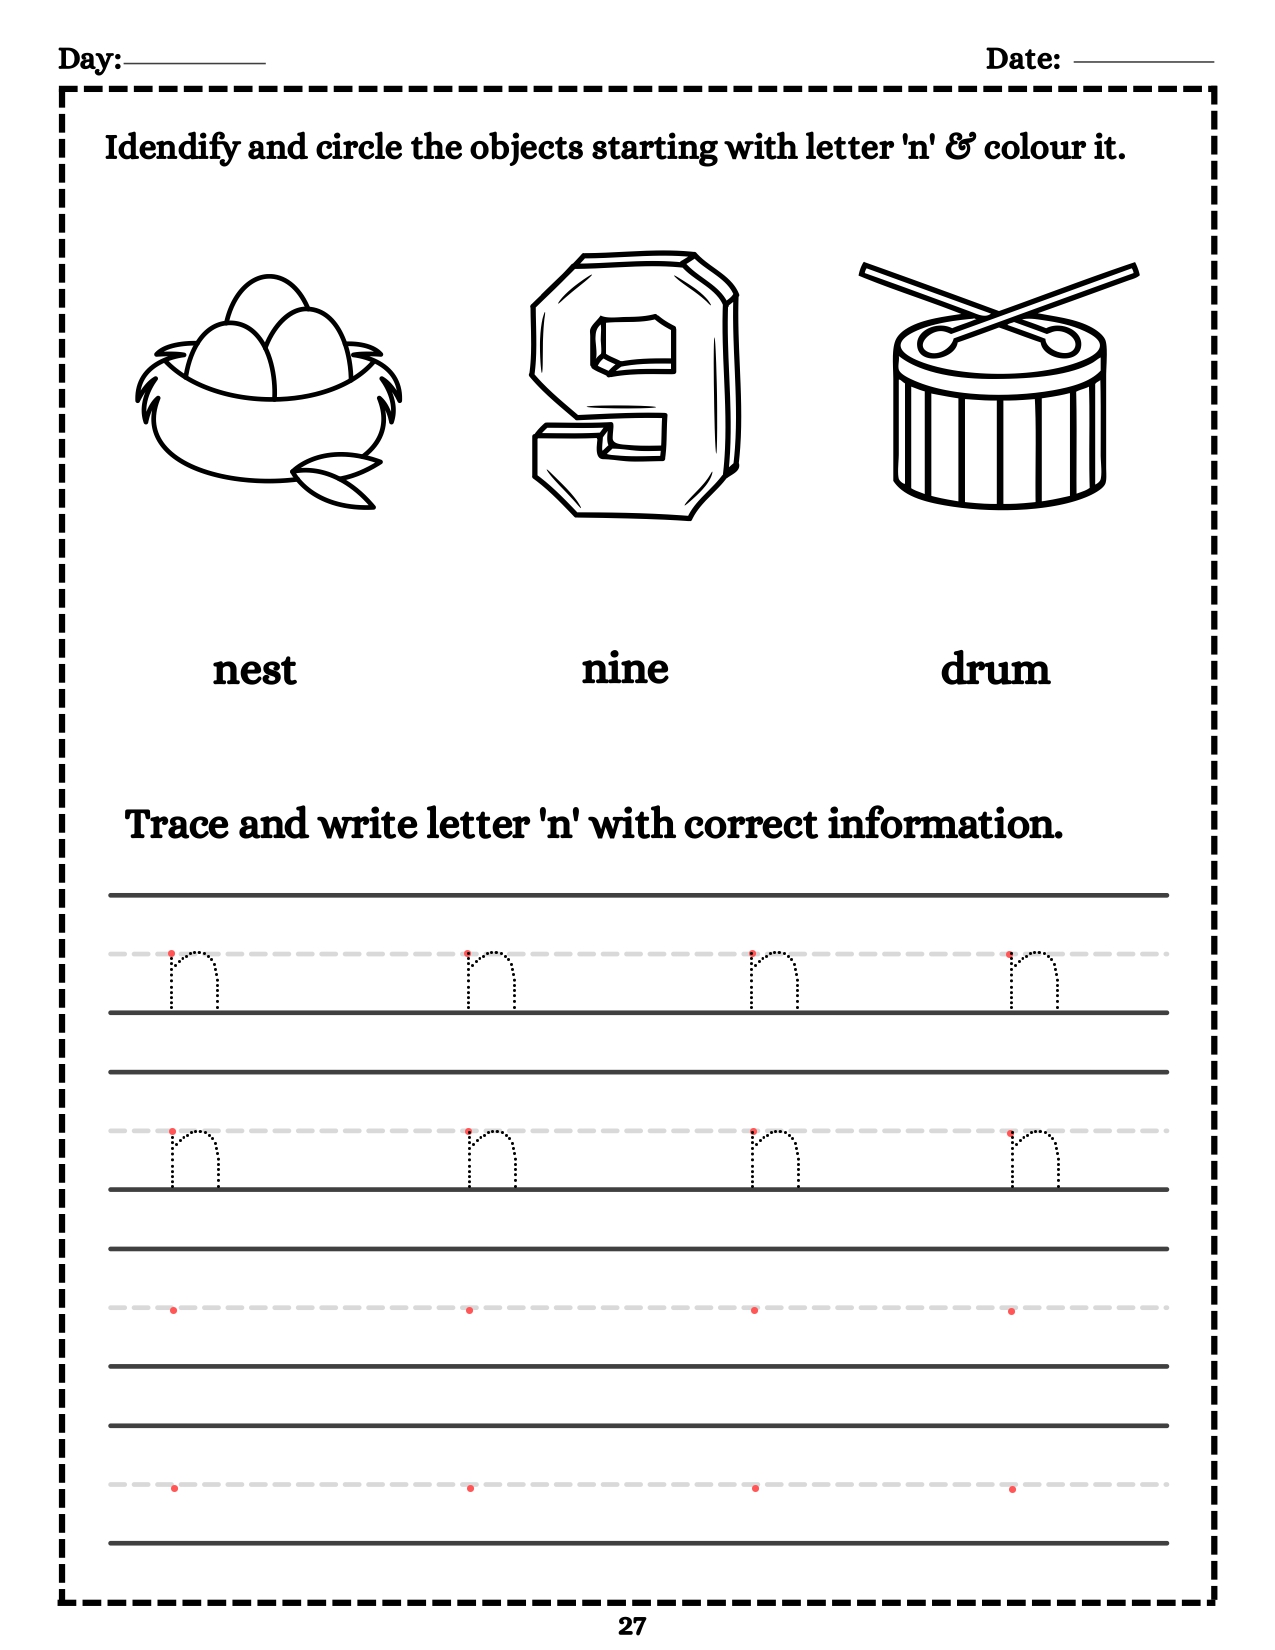 Day:
Date:
Idendify and circle the objects starting with letter 'n' & colour it.
9
nest nine drum
Trace and write letter 'n' with correct information.
n n n n
n n n n
27